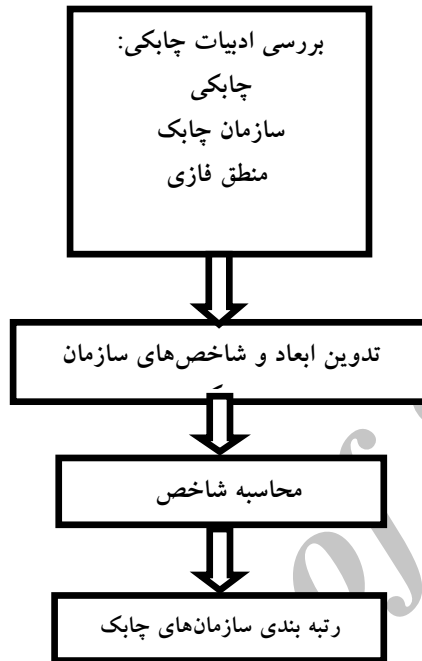 بررسی ادبیات چابکی:
چابکی
سازمان چابک
منطق فازی
تدوین ابعاد و شاخص‌های سازمان
محاسبه شاخص
رتبه بندی سازمان‌های چابک
of